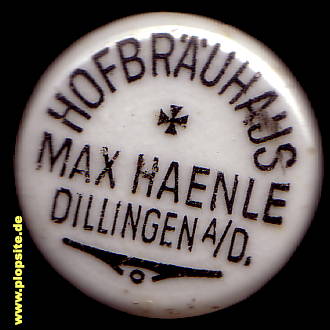 HOFBRÄUHAUS
MAX HAENLE
DILLINGEN A/D.
www.plopsite.de